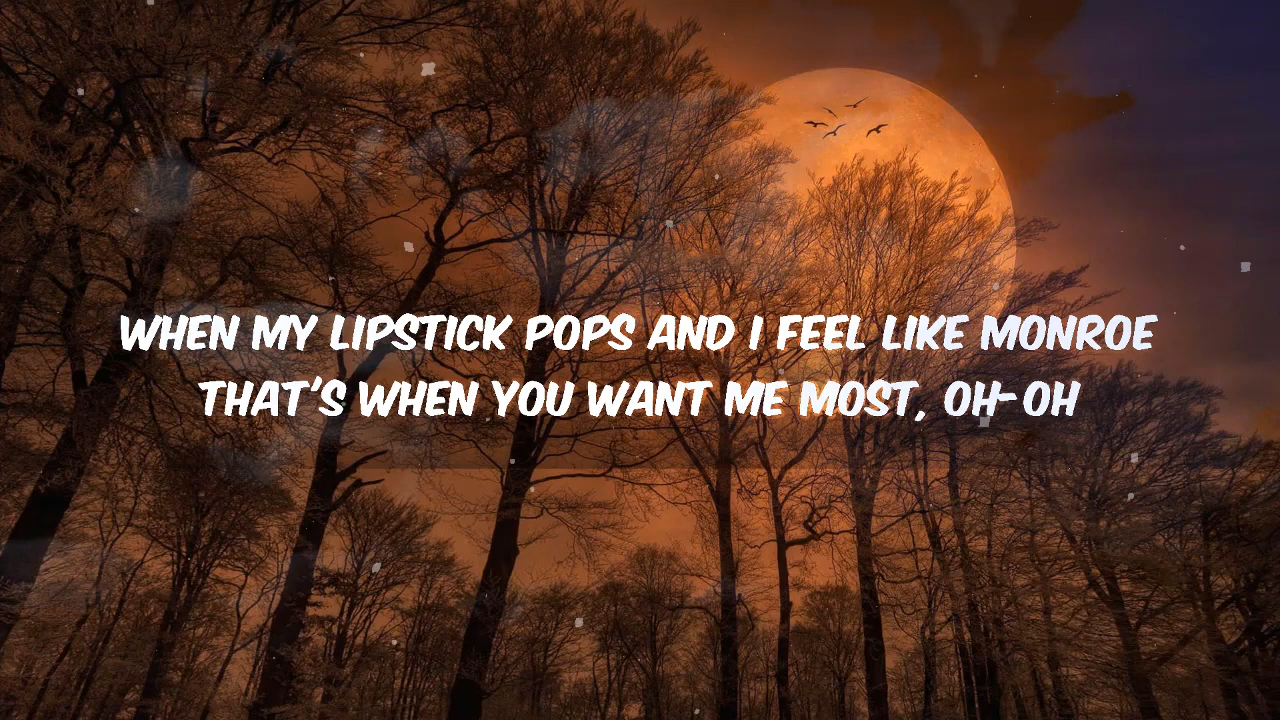 WHEN MY LIPSTICK POPS AND I FEEL LIKE MONROE
THAT'S WHEN YOU WANT ME MOST, OH-OH